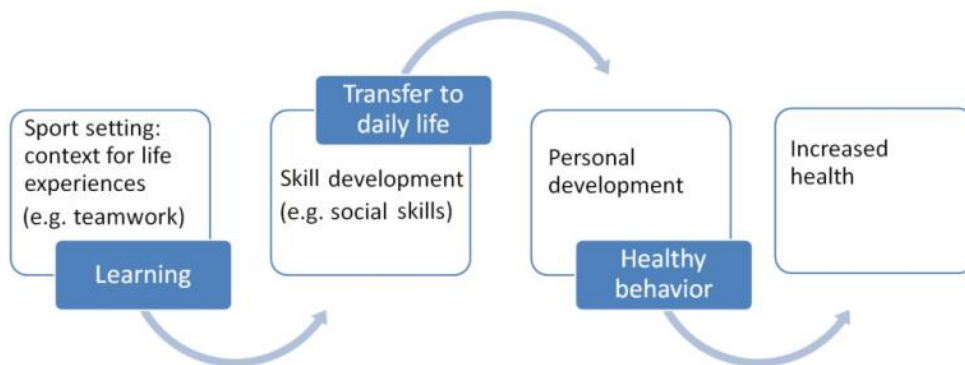 Sport setting:
context for life
experiences
(e.g. teamwork)
Learning
Transfer to
daily life
Skill development
(e.g. social skills)
Personal
development
Healthy
behavior
Increased
health